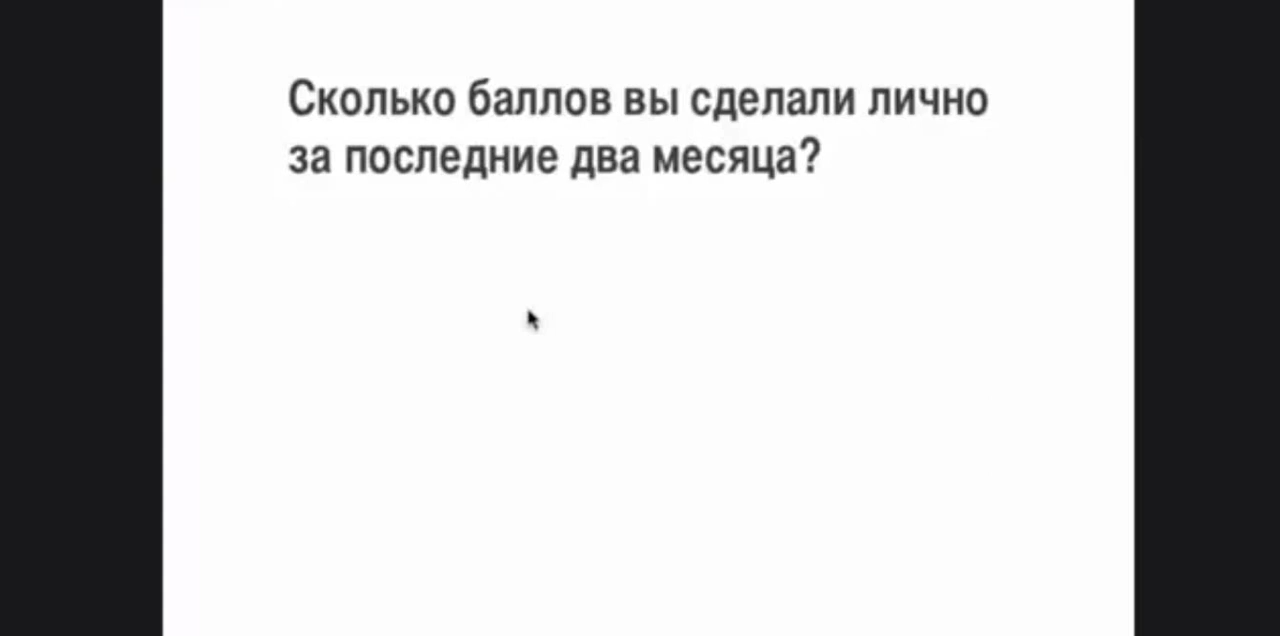 Сколько баллов вы сделали лично
за последние два месяца?